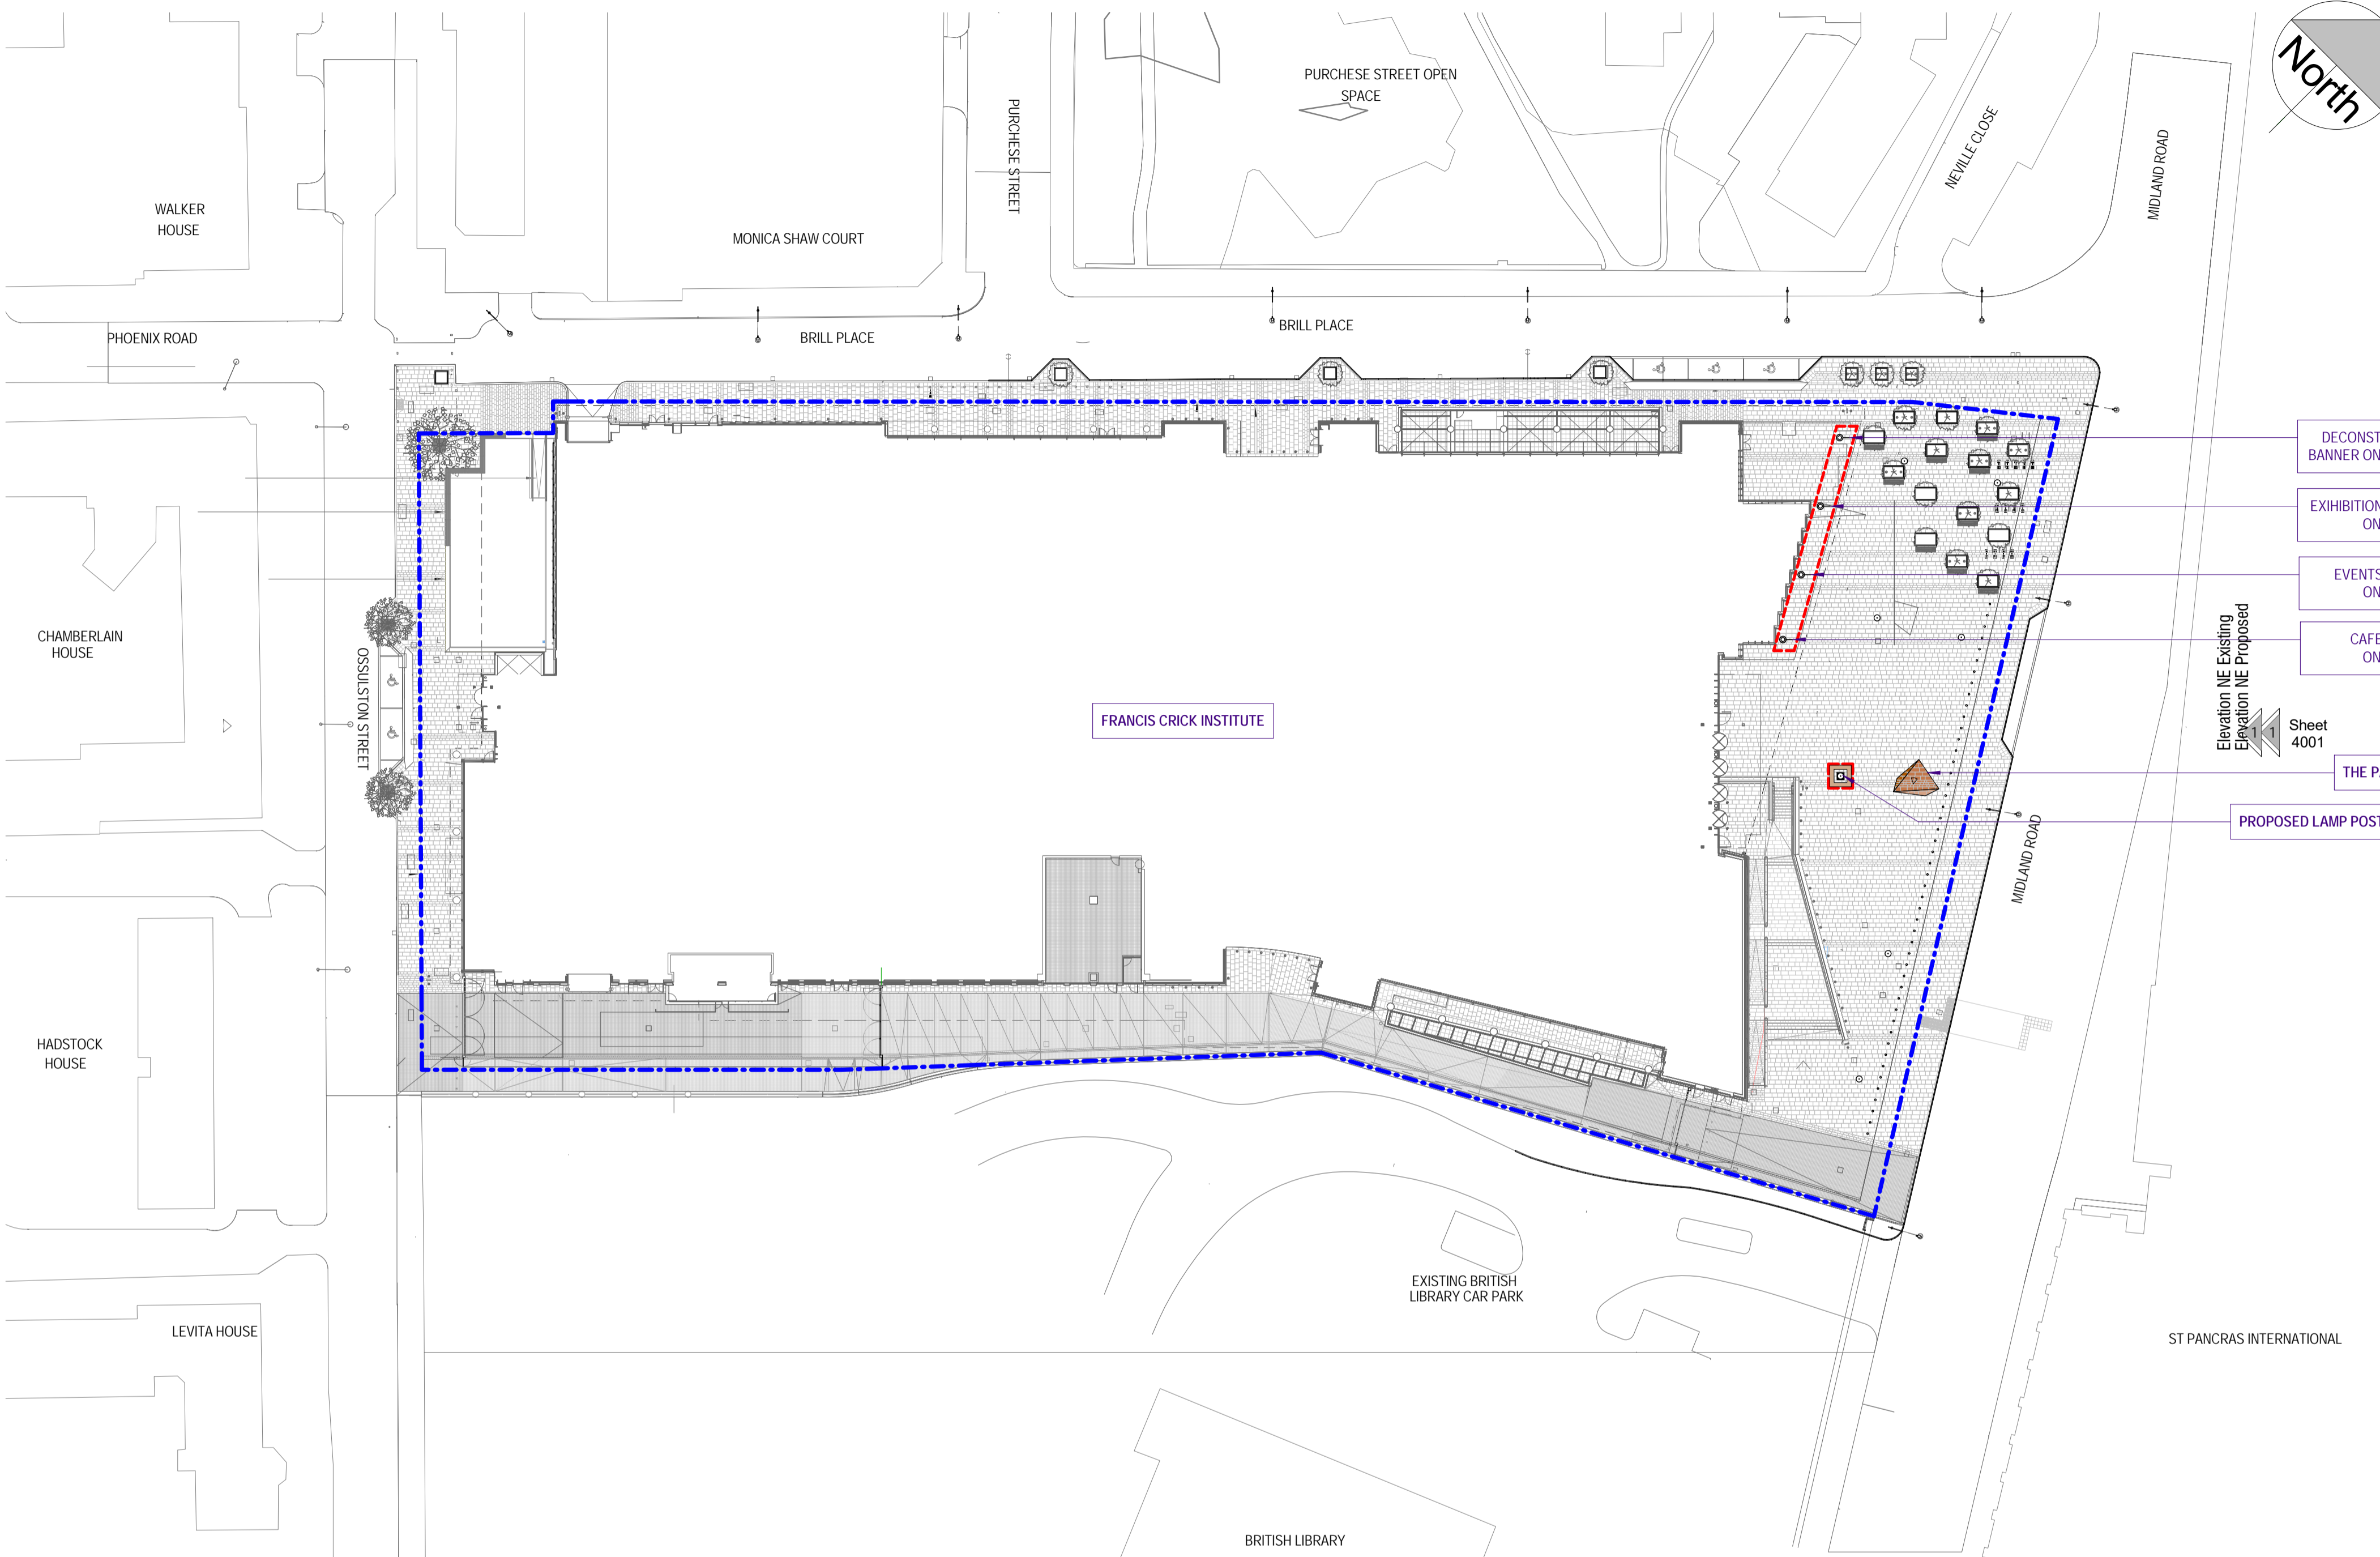 North
PURCHESE STREET OPEN
SPACE
PURCHESE STREET
NEVILLE CLOSE
MIDLAND ROAD
WALKER
HOUSE
MONICA SHAW COURT
PHOENIX ROAD
BRILL PLACE
BRILL PLACE
DECONST
BANNER ON
EXIHIBITION
ON
EVENTS
ON
CAFE
ON
CHAMBERLAIN
HOUSE
OSSULSTON STREET
FRANCIS CRICK INSTITUTE
Elevation NE Existing
Elevation NE Proposed
1 1
Sheet
4001
THE PA
PROPOSED LAMP POST
MIDLAND ROAD
HADSTOCK
HOUSE
EXISTING BRITISH
LIBRARY CAR PARK
LEVITA HOUSE
ST PANCRAS INTERNATIONAL
BRITISH LIBRARY